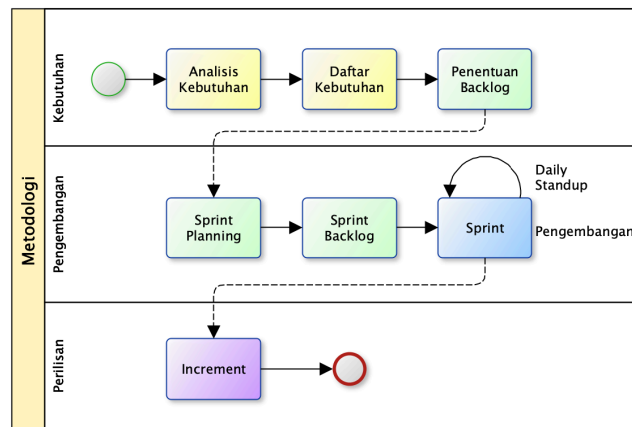 Metodologi
Kebutuhan
Analisis
Kebutuhan
Daftar
Kebutuhan
Penentuan
Backlog
Pengembangan
Sprint
Planning
Sprint
Backlog
Sprint
Daily
Standup
Pengembangan
Perilisan
Increment